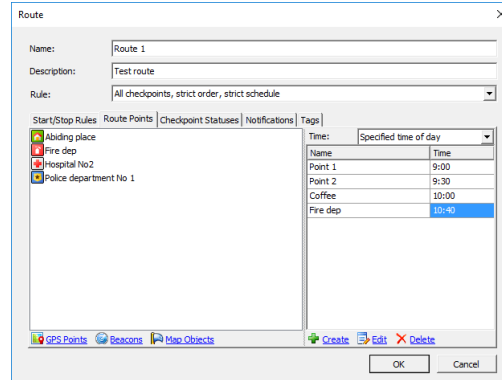 Route
Name: Route 1
Description: Test route
Rule: All checkpoints, strict order, strict schedule
Start/Stop Rules Route Points Checkpoint Statuses Notifications Tags
Abiding place
Fire dep
Hospital No2
Police department No 1
Time: Specified time of day
Name Time
Point 1 9:00
Point 2 9:30
Coffee 10:00
Fire dep 10:40
GPS Points Beacons Map Objects
Create Edit Delete
OK Cancel